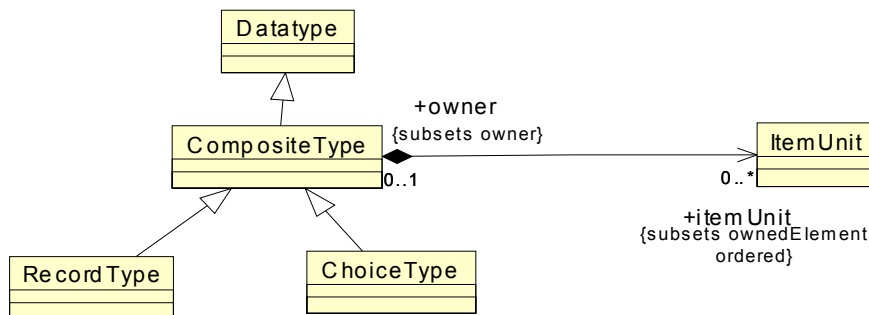 Datatype
+owner
{subsets owner}
CompositeType
ItemUnit
0..1
0..*
+itemUnit
{subsets ownedElement
ordered}
RecordType
ChoiceType